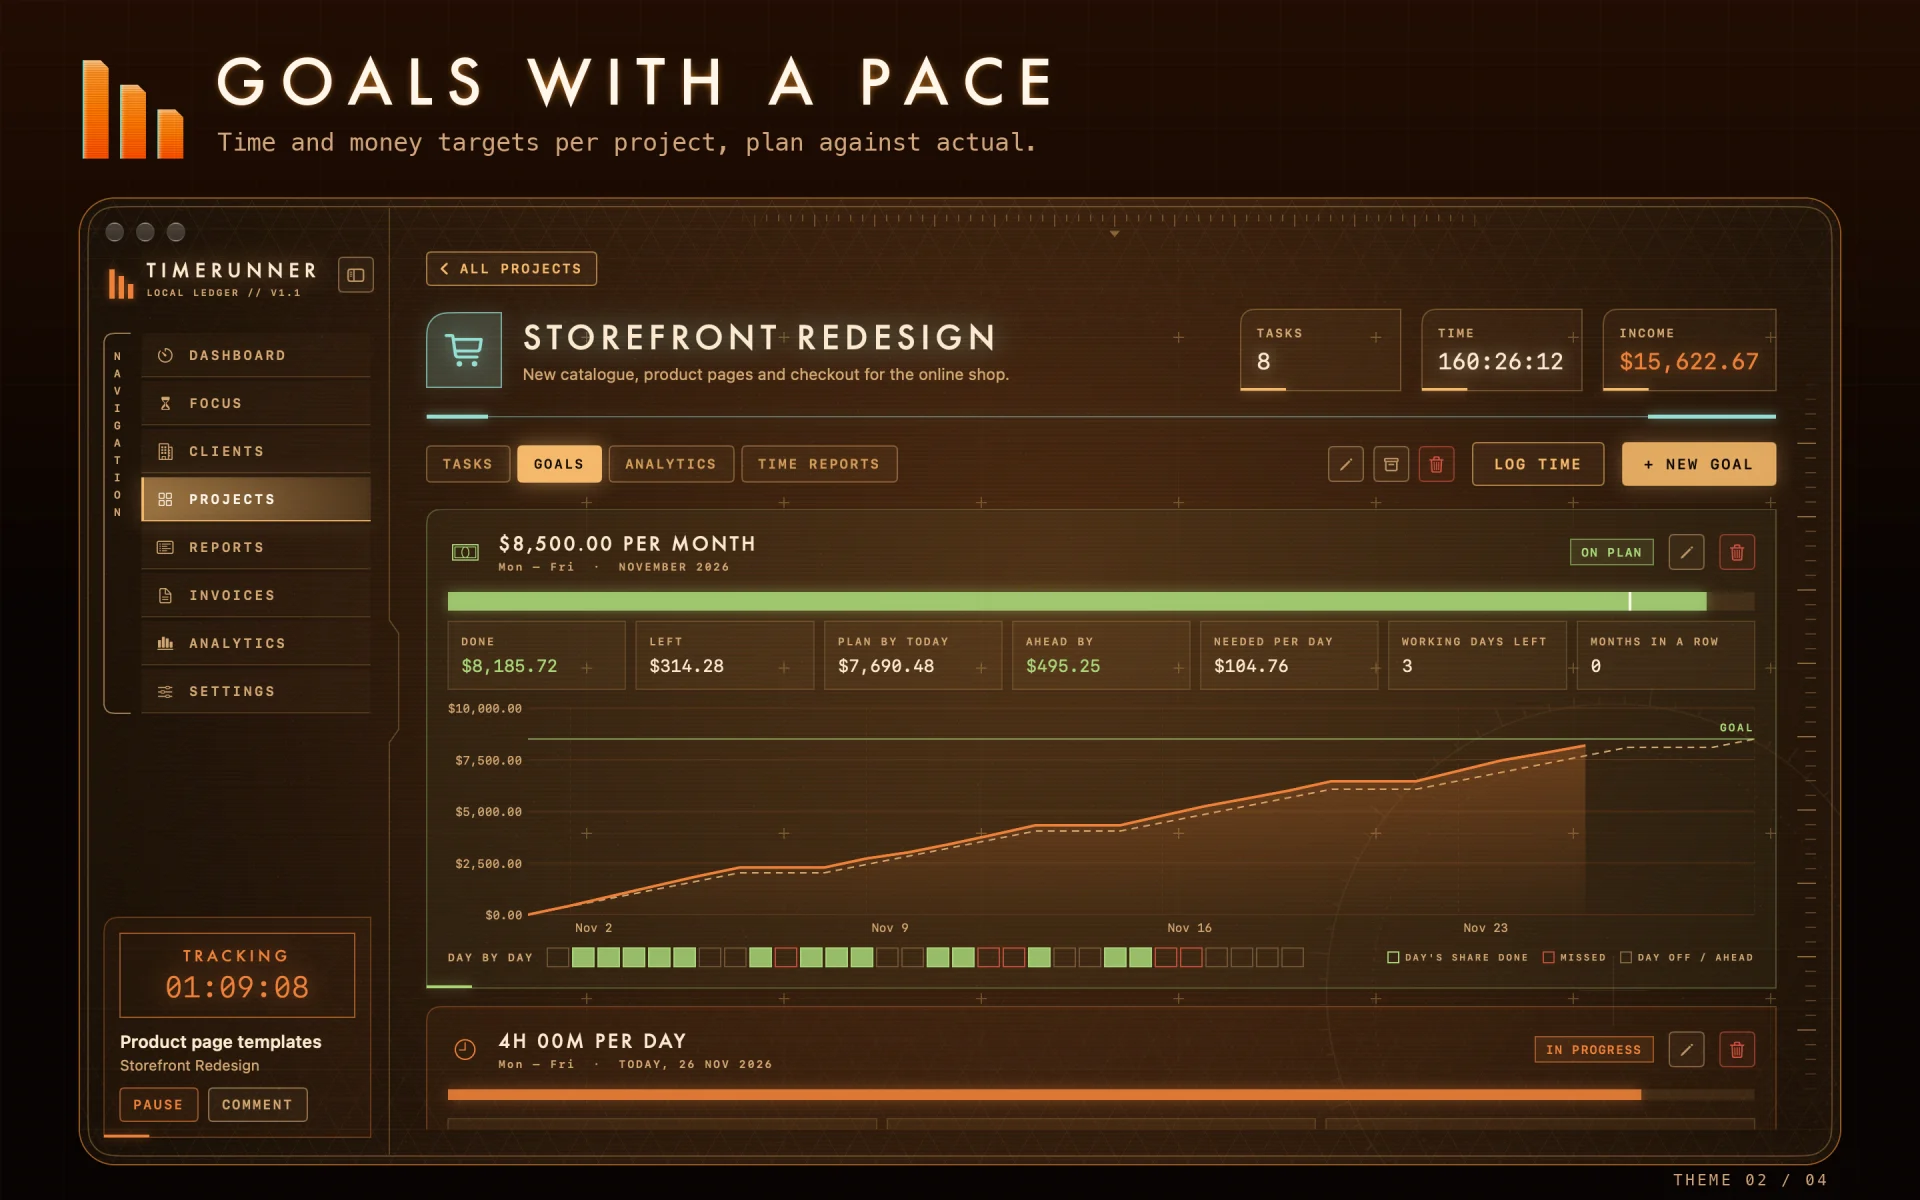 GOALS WITH A PACE
Time and money targets per project, plan against actual.
TIMERUNNER
LOCAL LEDGER // V1.1
NAVIGATION
DASHBOARD
FOCUS
CLIENTS
PROJECTS
REPORTS
INVOICES
ANALYTICS
SETTINGS
TRACKING
01:09:08
Product page templates
Storefront Redesign
PAUSE COMMENT
ALL PROJECTS
STOREFRONT REDESIGN
New catalogue, product pages and checkout for the online shop.
TASKS
8
TIME
160:26:12
INCOME
$15,622.67
TASKS GOALS ANALYTICS TIME REPORTS
LOG TIME + NEW GOAL
$8,500.00 PER MONTH
Mon – Fri · NOVEMBER 2026
ON PLAN
DONE
$8,185.72
LEFT
$314.28
PLAN BY TODAY
$7,690.48
AHEAD BY
$495.25
NEEDED PER DAY
$104.76
WORKING DAYS LEFT
3
MONTHS IN A ROW
0
$10,000.00
GOAL
$7,500.00
$5,000.00
$2,500.00
$0.00
Nov 2 Nov 9 Nov 16 Nov 23
DAY BY DAY
DAY'S SHARE DONE MISSED DAY OFF / AHEAD
4H 00M PER DAY
Mon – Fri · TODAY, 26 NOV 2026
IN PROGRESS
THEME 02 / 04